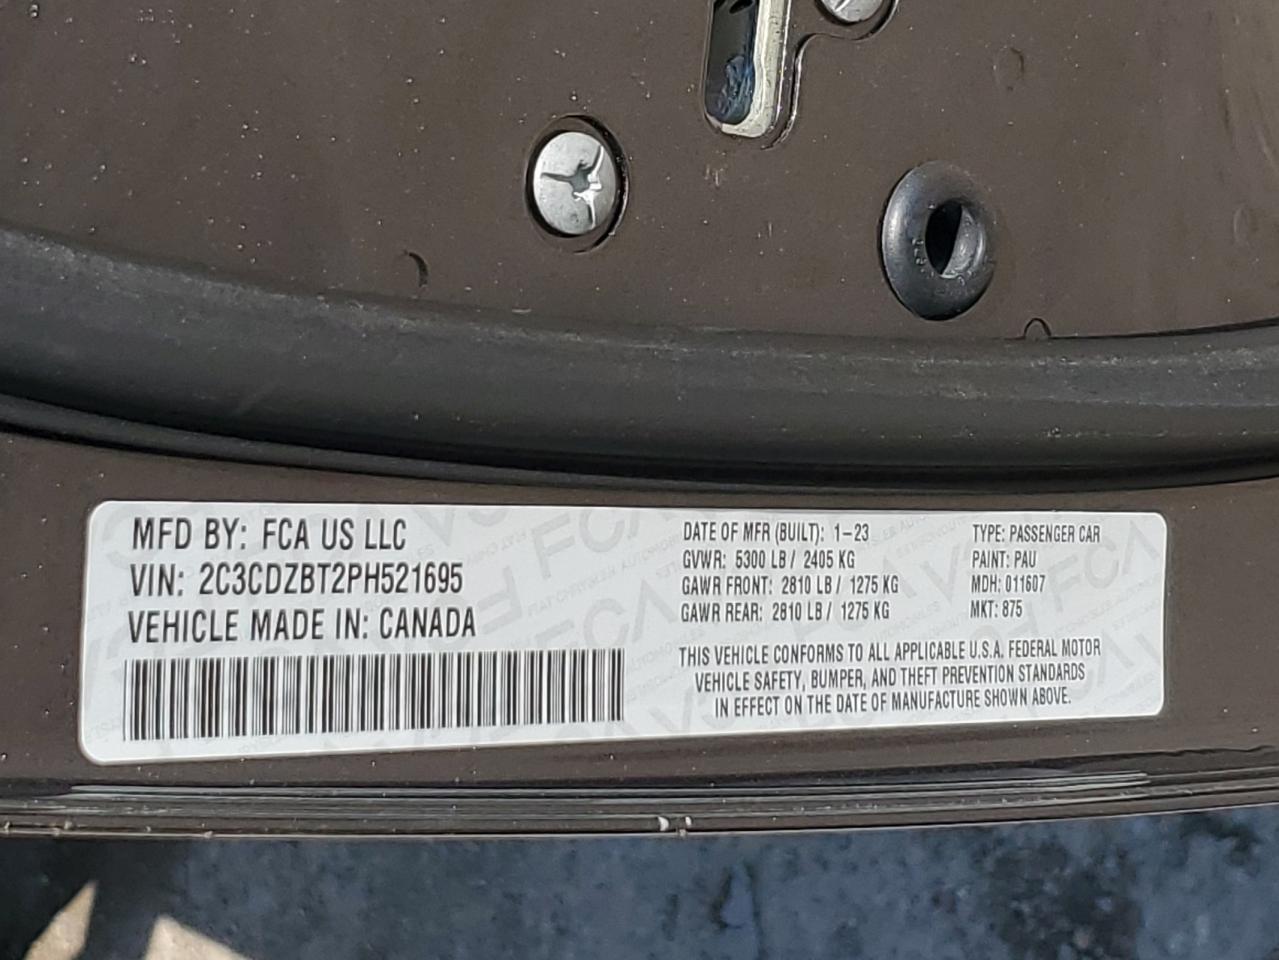 MFD BY: FCA US LLC
VIN: 2C3CDZBT2PH521695
VEHICLE MADE IN: CANADA
DATE OF MFR (BUILT): 1-23
GVWR: 5300 LB / 2405 KG
GAWR FRONT: 2810 LB / 1275 KG
GAWR REAR: 2810 LB / 1275 KG
TYPE: PASSENGER CAR
PAINT: PAU
MDH: 011607
MKT: 875
THIS VEHICLE CONFORMS TO ALL APPLICABLE U.S.A. FEDERAL MOTOR
VEHICLE SAFETY, BUMPER, AND THEFT PREVENTION STANDARDS
IN EFFECT ON THE DATE OF MANUFACTURE SHOWN ABOVE.